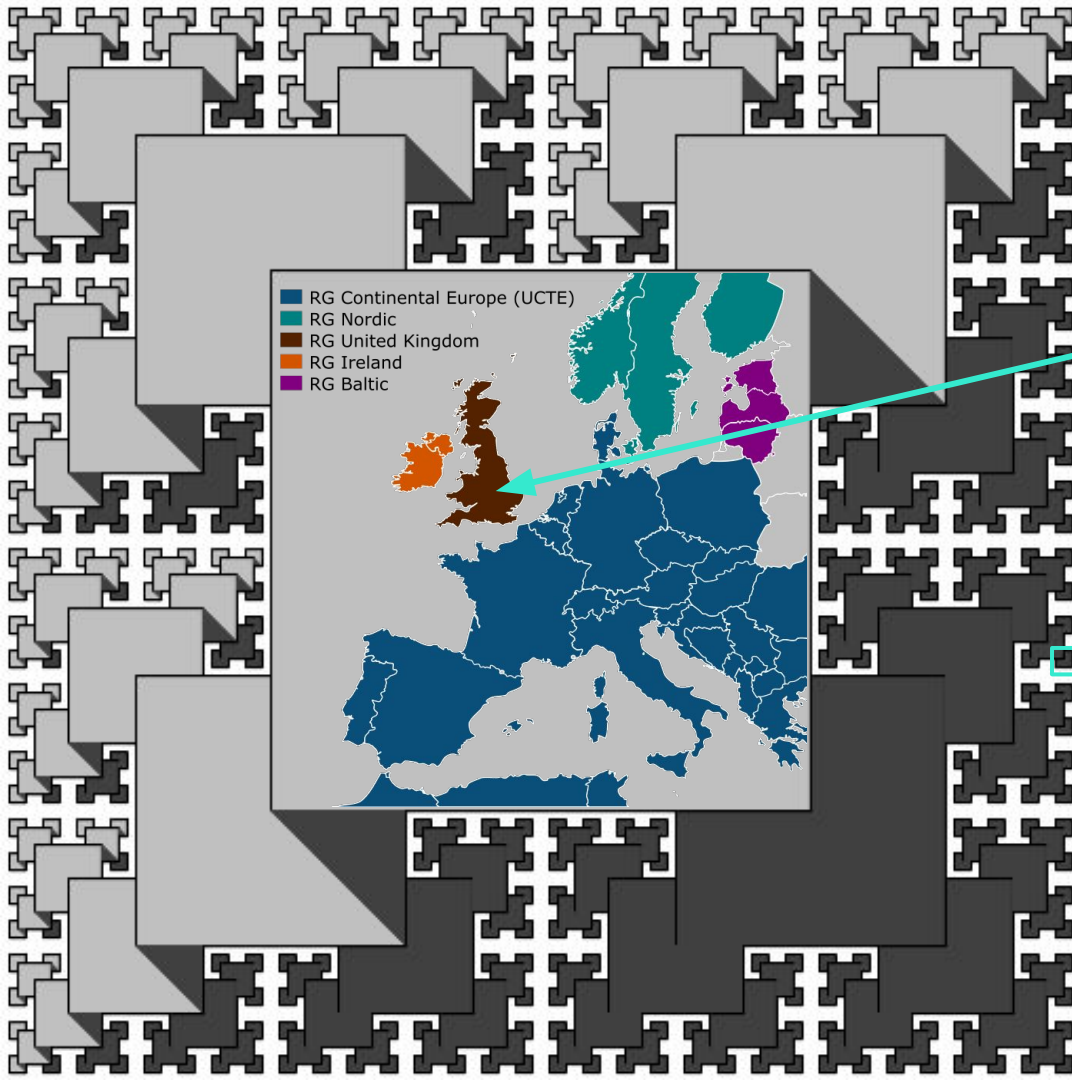 RG Continental Europe (UCTE)
RG Nordic
RG United Kingdom
RG Ireland
RG Baltic